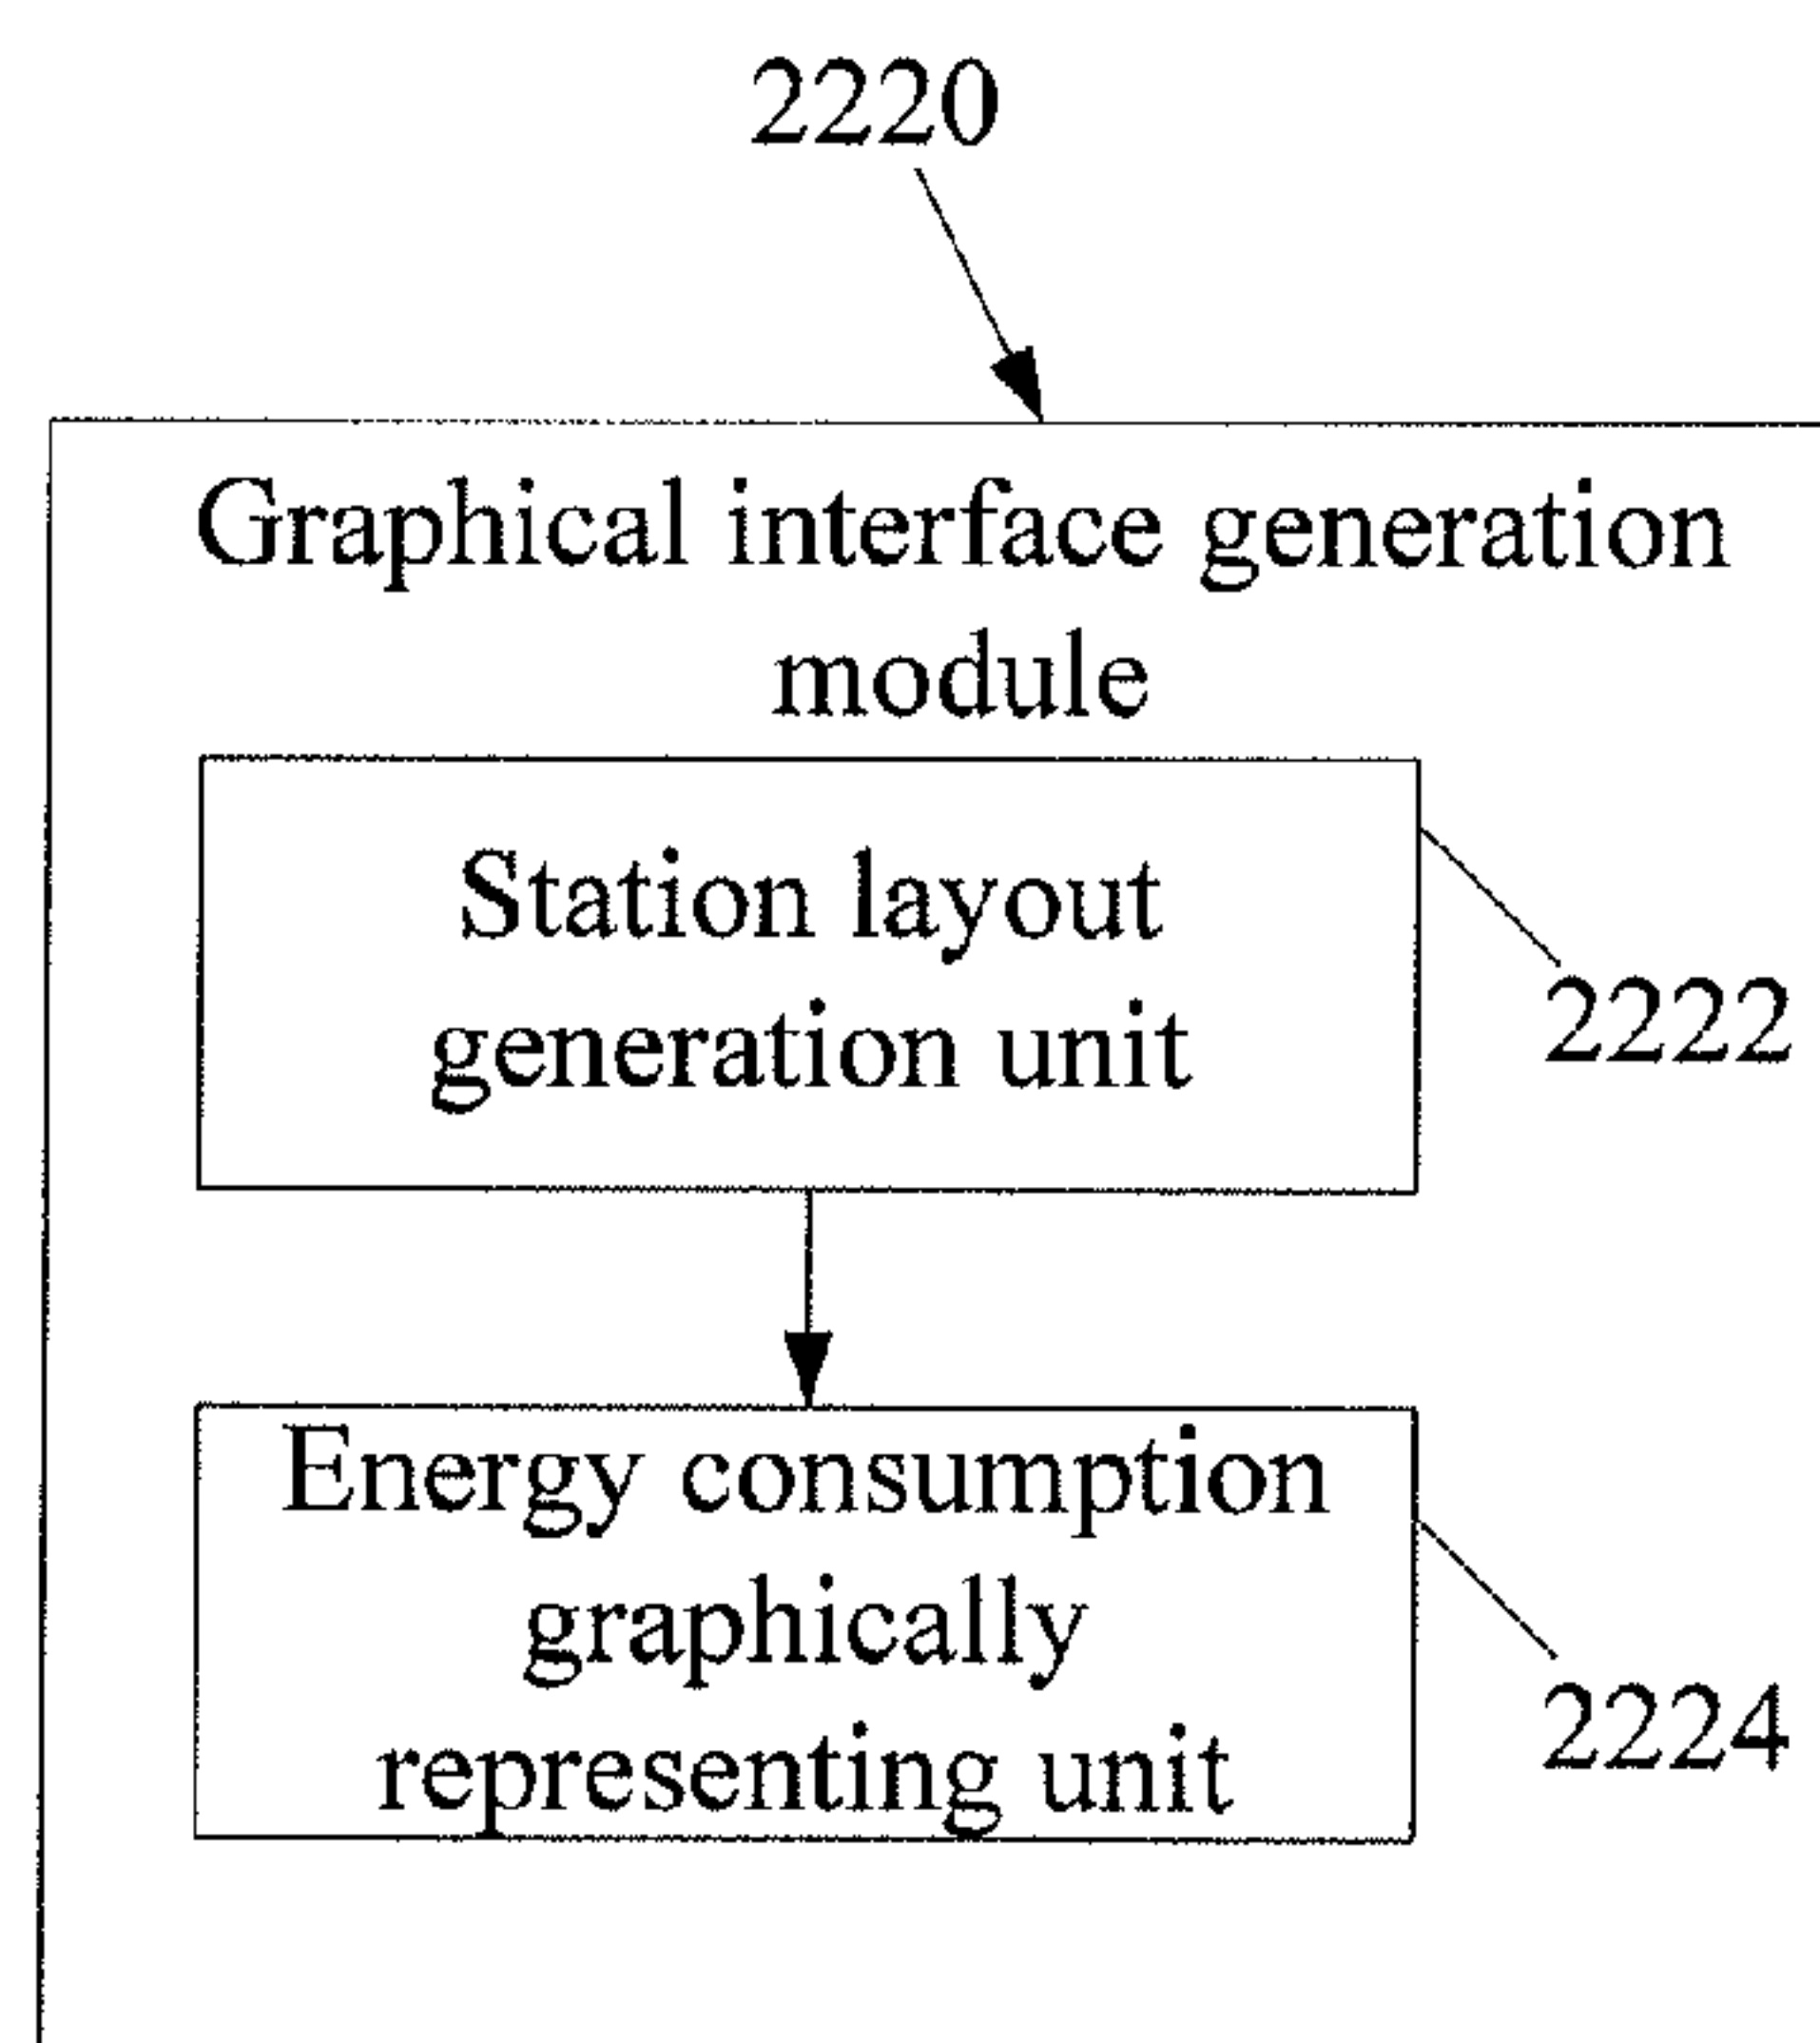 2220
Graphical interface generation
module
Station layout
generation unit
2222
Energy consumption
graphically
representing unit
2224